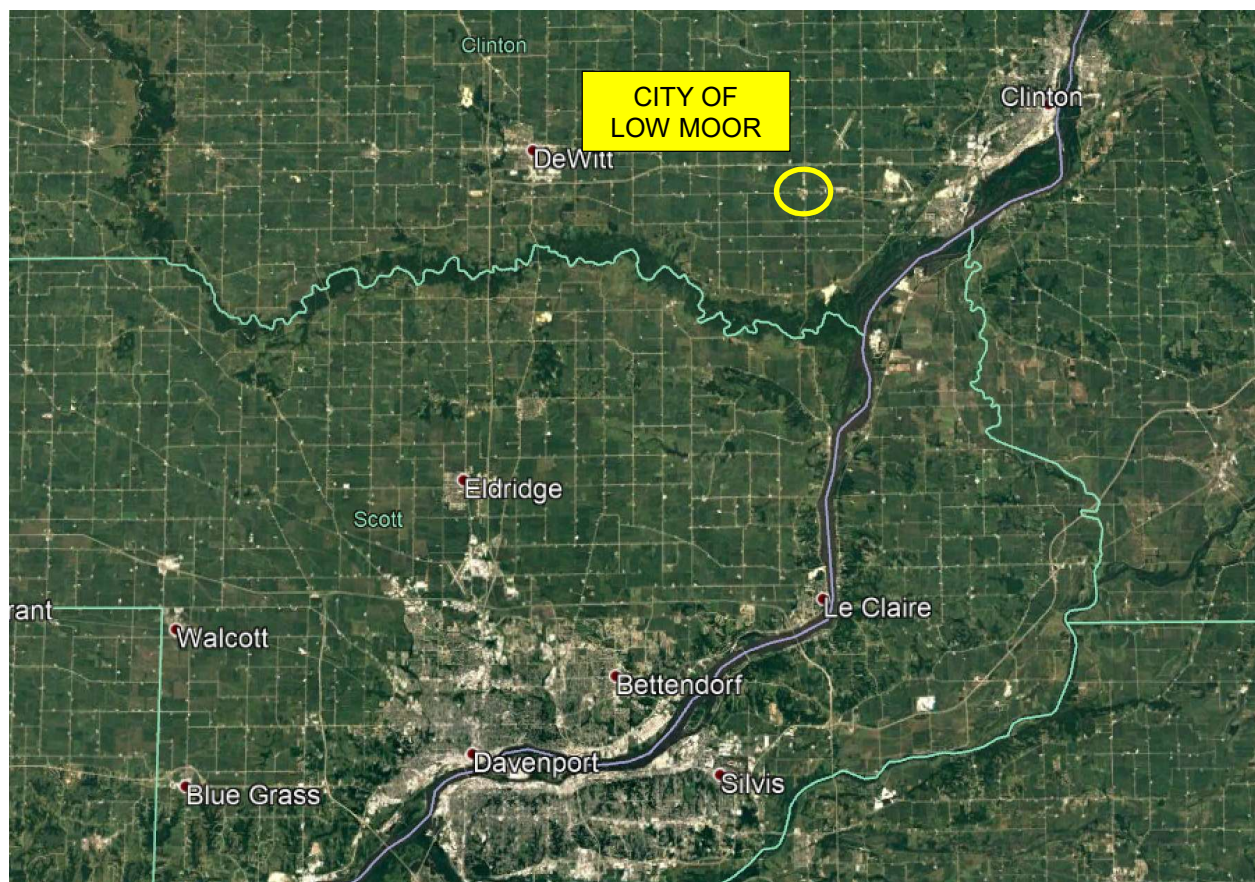 Clinton
CITY OF
LOW MOOR
Clinton
DeWitt
Eldridge
Scott
rant
Walcott
Le Claire
Bettendorf
Davenport
Silvis
Blue Grass